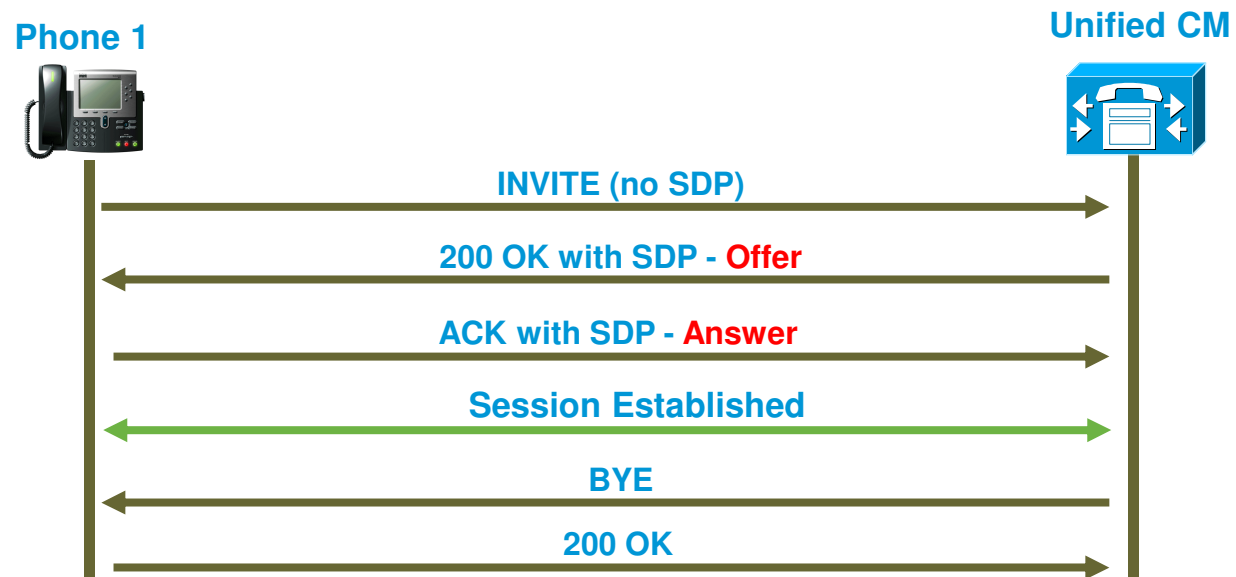 Phone 1
Unified CM
INVITE (no SDP)
200 OK with SDP - Offer
ACK with SDP - Answer
Session Established
BYE
200 OK